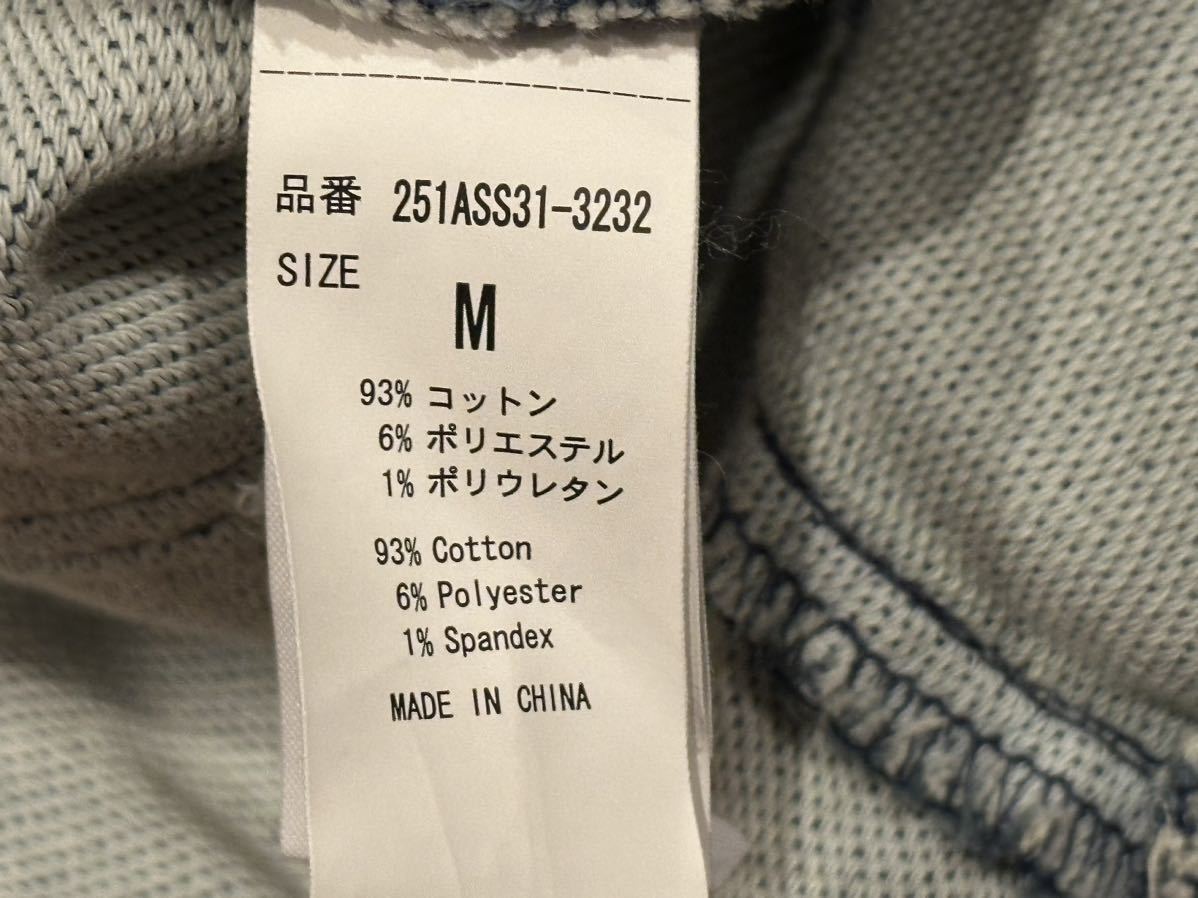 品番 251ASS31-3232
SIZE
M
93% コットン
6% ポリエステル
1% ポリウレタン
93% Cotton
6% Polyester
1% Spandex
MADE IN CHINA